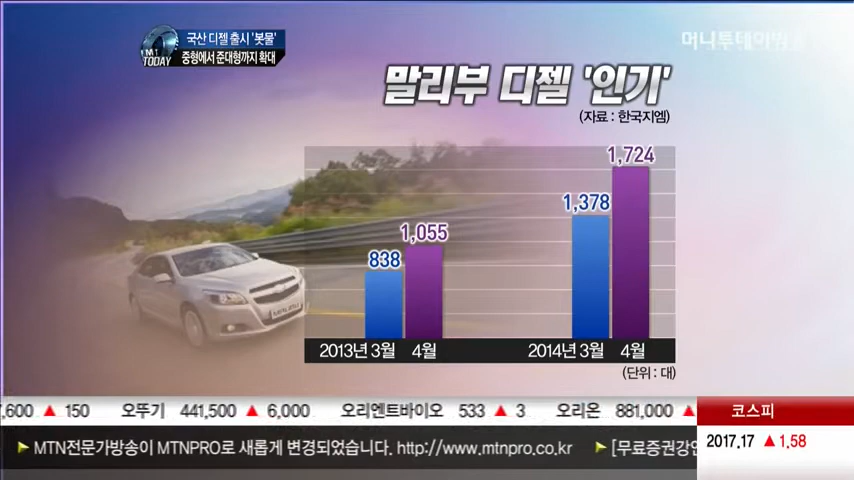 MT
TODAY
국산 디젤 출시 '봇물'
중형에서 준대형까지 확대
머니투데이방송
말리부 디젤 '인기'
(자료 : 한국지엠)
838
1,055
1,378
1,724
2013년 3월
4월
2014년 3월
4월
(단위 : 대)
7,600 ▲ 150 오뚜기 441,500 ▲ 6,000 오리엔트바이오 533 ▲ 3 오리온 881,000 ▲
코스피
2017.17 ▲1.58
▶ MTN전문가방송이 MTNPRO로 새롭게 변경되었습니다. http://www.mtnpro.co.kr ▶ [무료증권강연